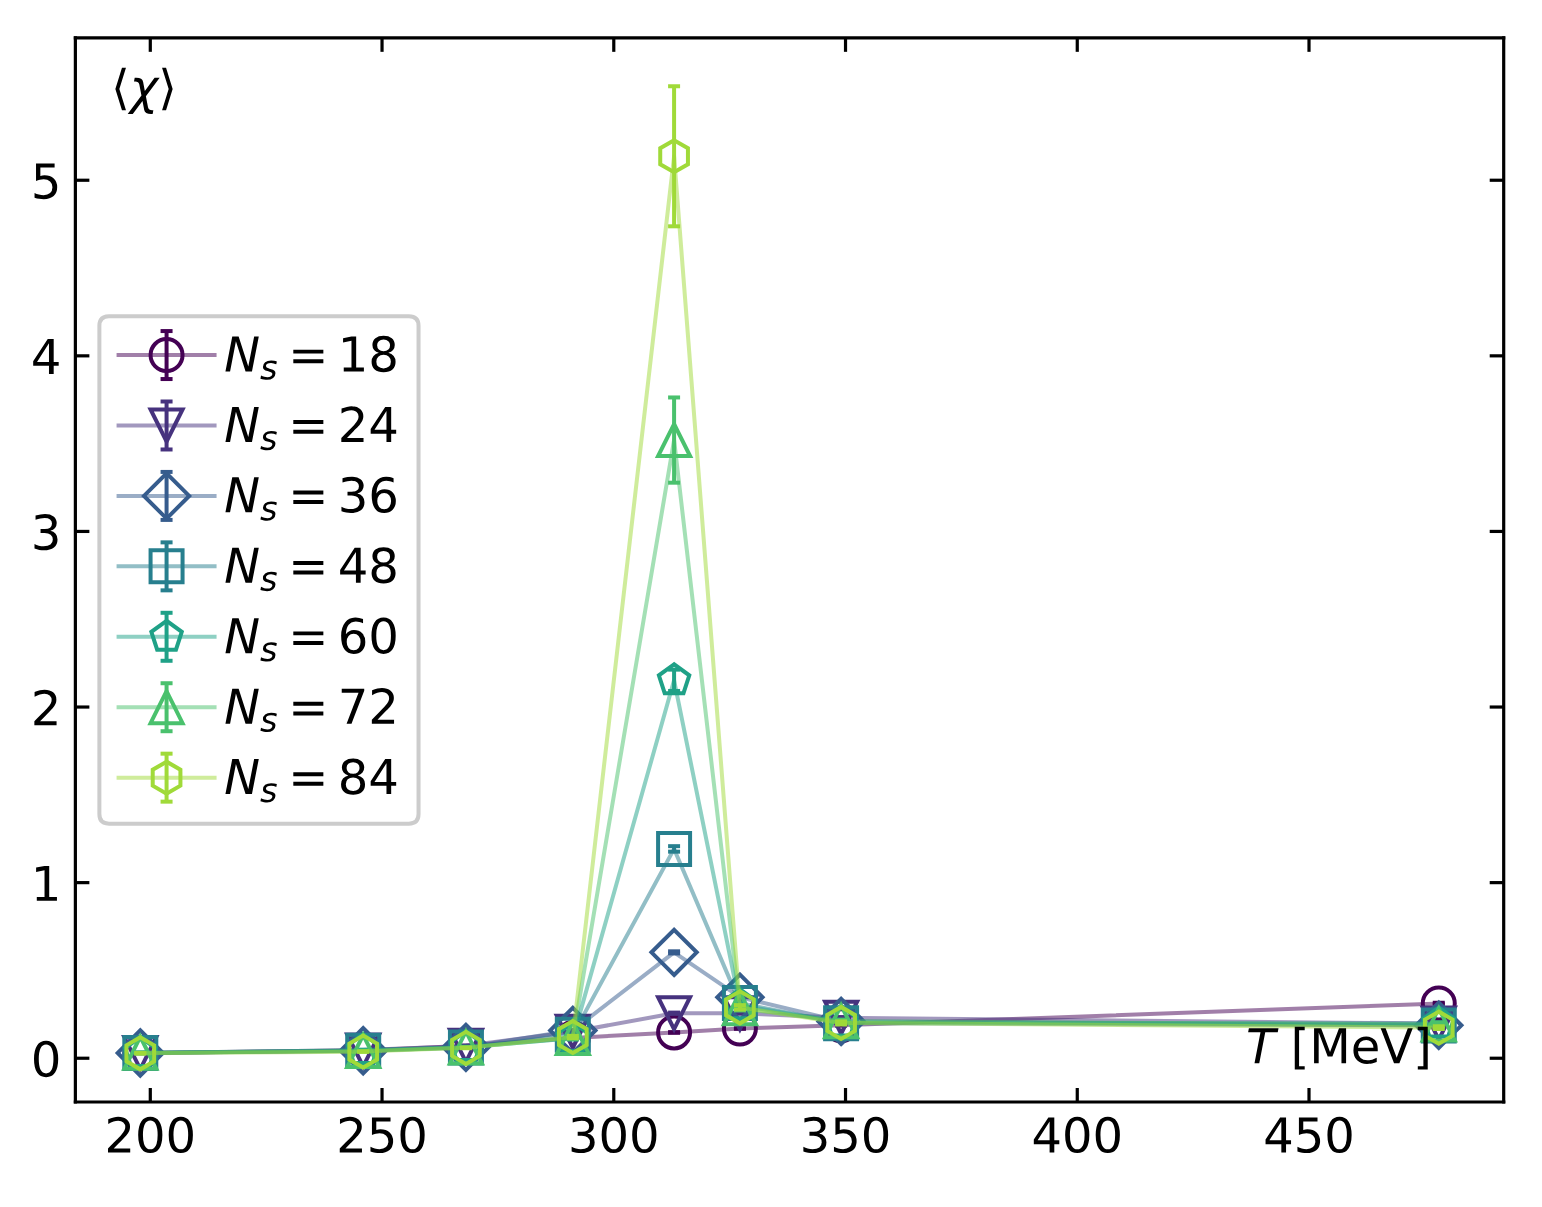 ⟨χ⟩
5
4
3
2
1
0
N_s = 18
N_s = 24
N_s = 36
N_s = 48
N_s = 60
N_s = 72
N_s = 84
T [MeV]
200 250 300 350 400 450